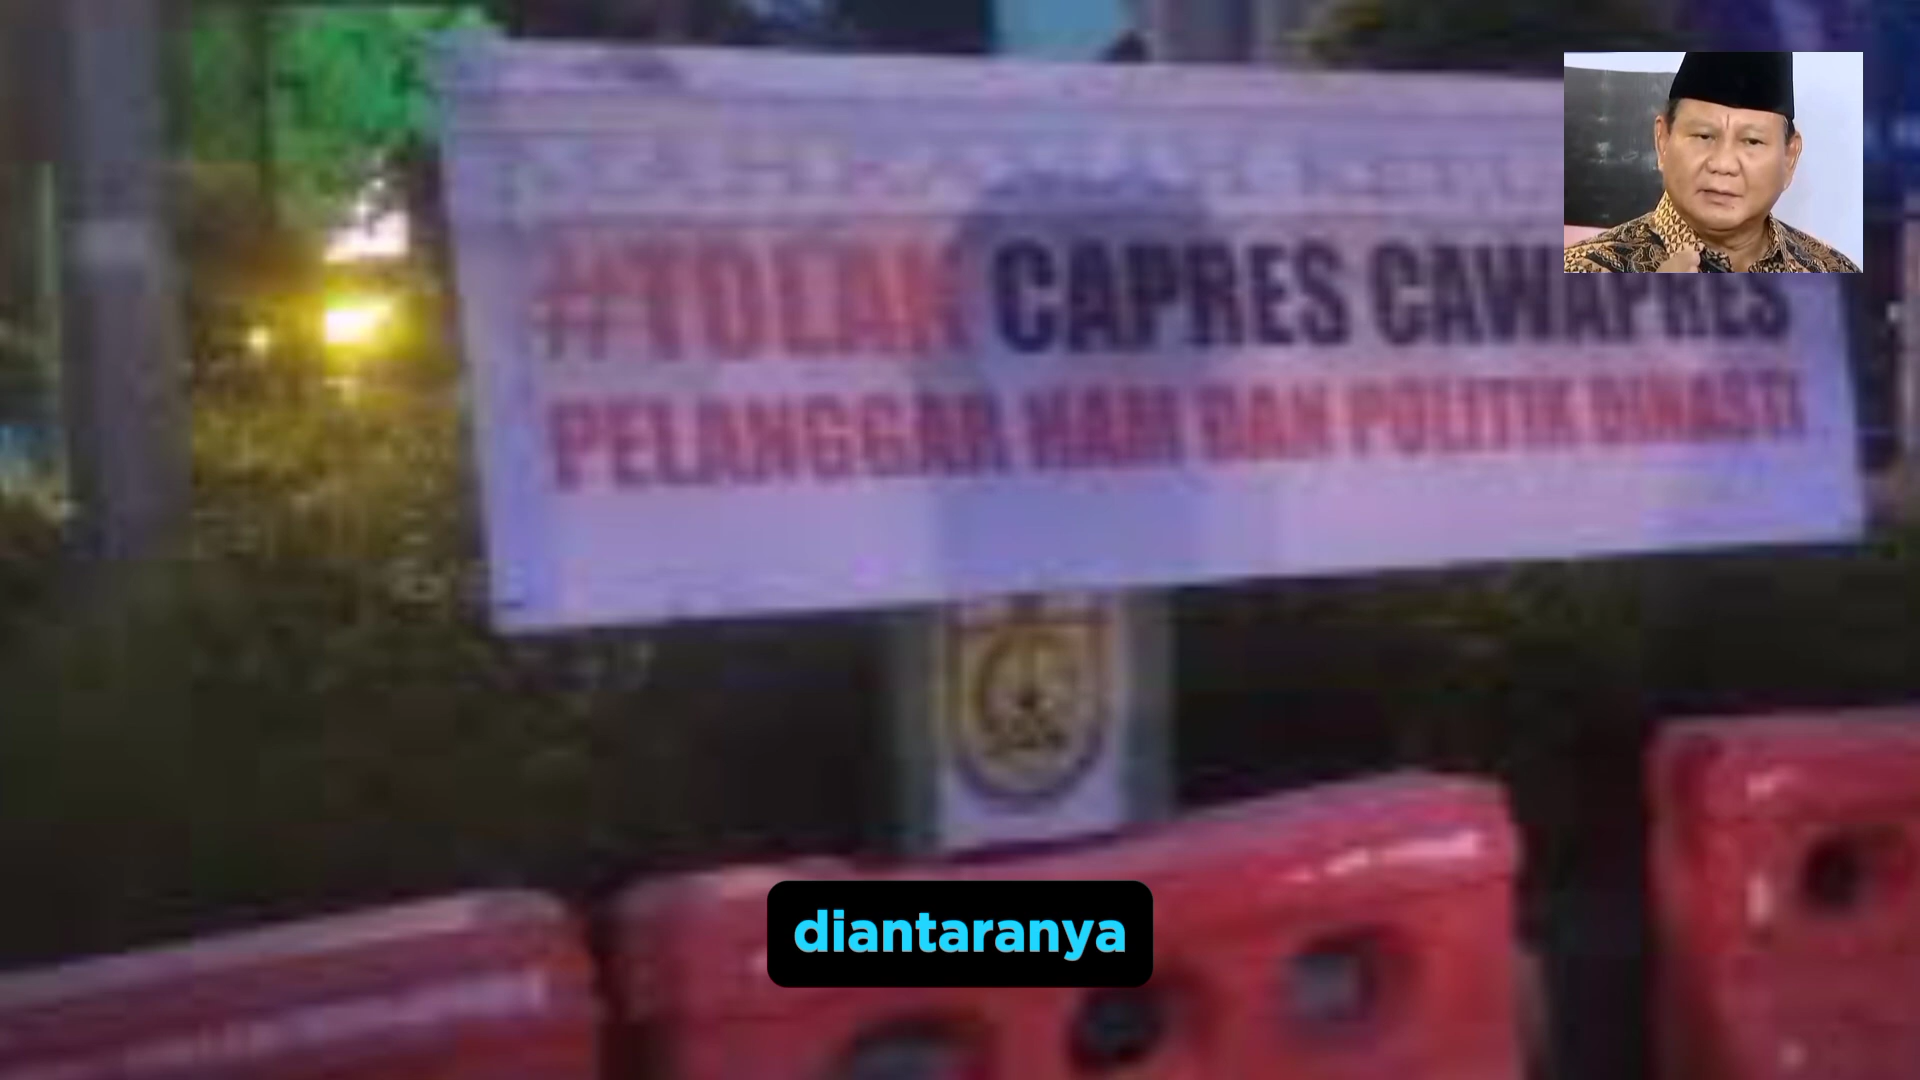 #TOLAK CAPRES CAWAPRES
PELANGGAR HAM DAN POLITIK DINASTI
diantaranya